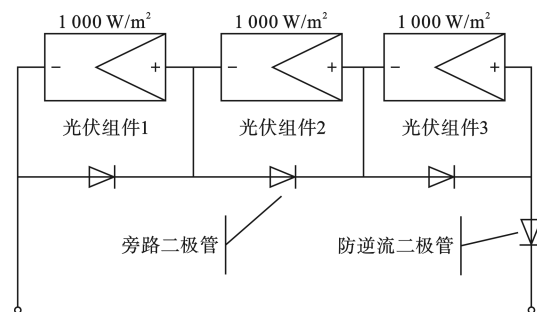 1 000 W/m² 1 000 W/m² 1 000 W/m²
− + − + − +
光伏组件1 光伏组件2 光伏组件3
旁路二极管 防逆流二极管